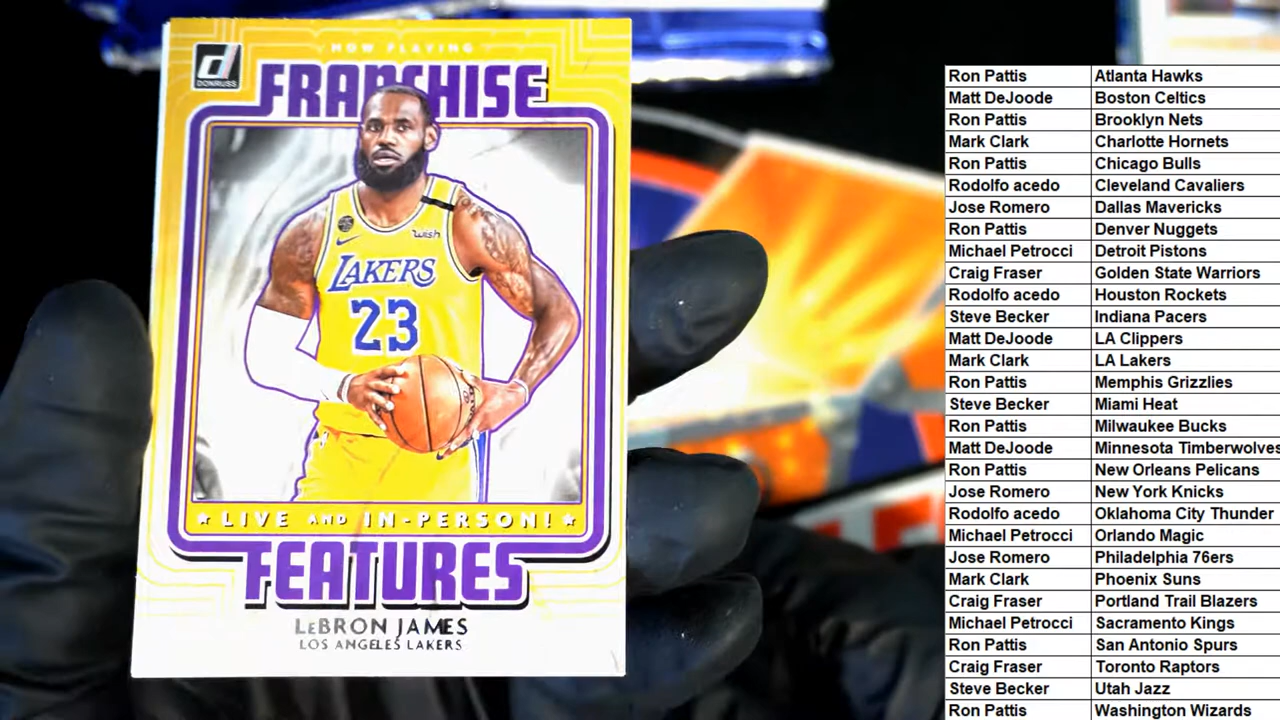 NOW PLAYING
FRANCHISE
d
DONRUSS
wish
LAKERS
23
★ LIVE AND IN-PERSON! ★
FEATURES
LeBRON JAMES
LOS ANGELES LAKERS
Ron Pattis Atlanta Hawks
Matt DeJoode Boston Celtics
Ron Pattis Brooklyn Nets
Mark Clark Charlotte Hornets
Ron Pattis Chicago Bulls
Rodolfo acedo Cleveland Cavaliers
Jose Romero Dallas Mavericks
Ron Pattis Denver Nuggets
Michael Petrocci Detroit Pistons
Craig Fraser Golden State Warriors
Rodolfo acedo Houston Rockets
Steve Becker Indiana Pacers
Matt DeJoode LA Clippers
Mark Clark LA Lakers
Ron Pattis Memphis Grizzlies
Steve Becker Miami Heat
Ron Pattis Milwaukee Bucks
Matt DeJoode Minnesota Timberwolves
Ron Pattis New Orleans Pelicans
Jose Romero New York Knicks
Rodolfo acedo Oklahoma City Thunder
Michael Petrocci Orlando Magic
Jose Romero Philadelphia 76ers
Mark Clark Phoenix Suns
Craig Fraser Portland Trail Blazers
Michael Petrocci Sacramento Kings
Ron Pattis San Antonio Spurs
Craig Fraser Toronto Raptors
Steve Becker Utah Jazz
Ron Pattis Washington Wizards